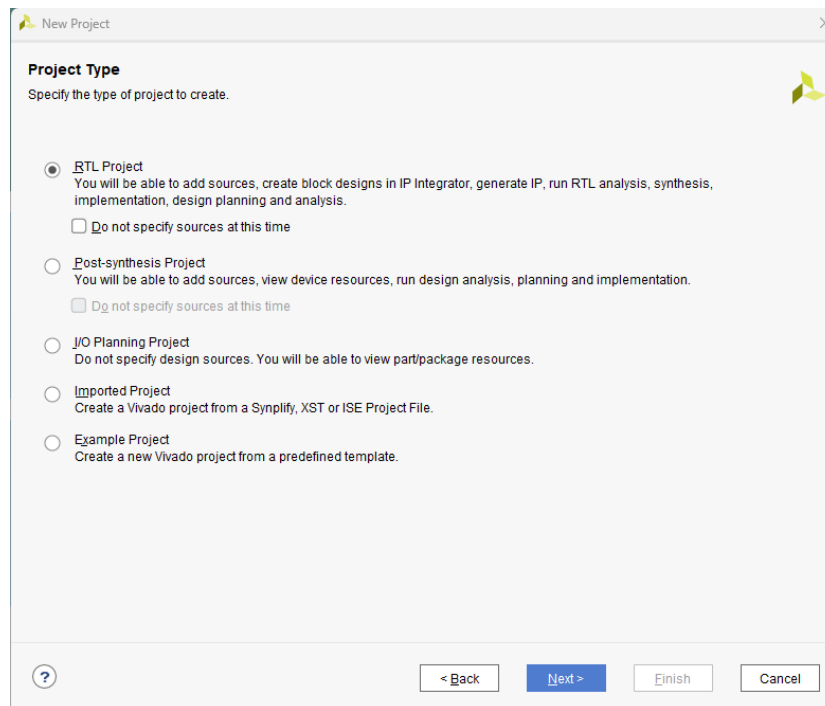 New Project
Project Type
Specify the type of project to create.
RTL Project
You will be able to add sources, create block designs in IP Integrator, generate IP, run RTL analysis, synthesis,
implementation, design planning and analysis.
Do not specify sources at this time
Post-synthesis Project
You will be able to add sources, view device resources, run design analysis, planning and implementation.
Do not specify sources at this time
I/O Planning Project
Do not specify design sources. You will be able to view part/package resources.
Imported Project
Create a Vivado project from a Synplify, XST or ISE Project File.
Example Project
Create a new Vivado project from a predefined template.
? < Back Next > Finish Cancel